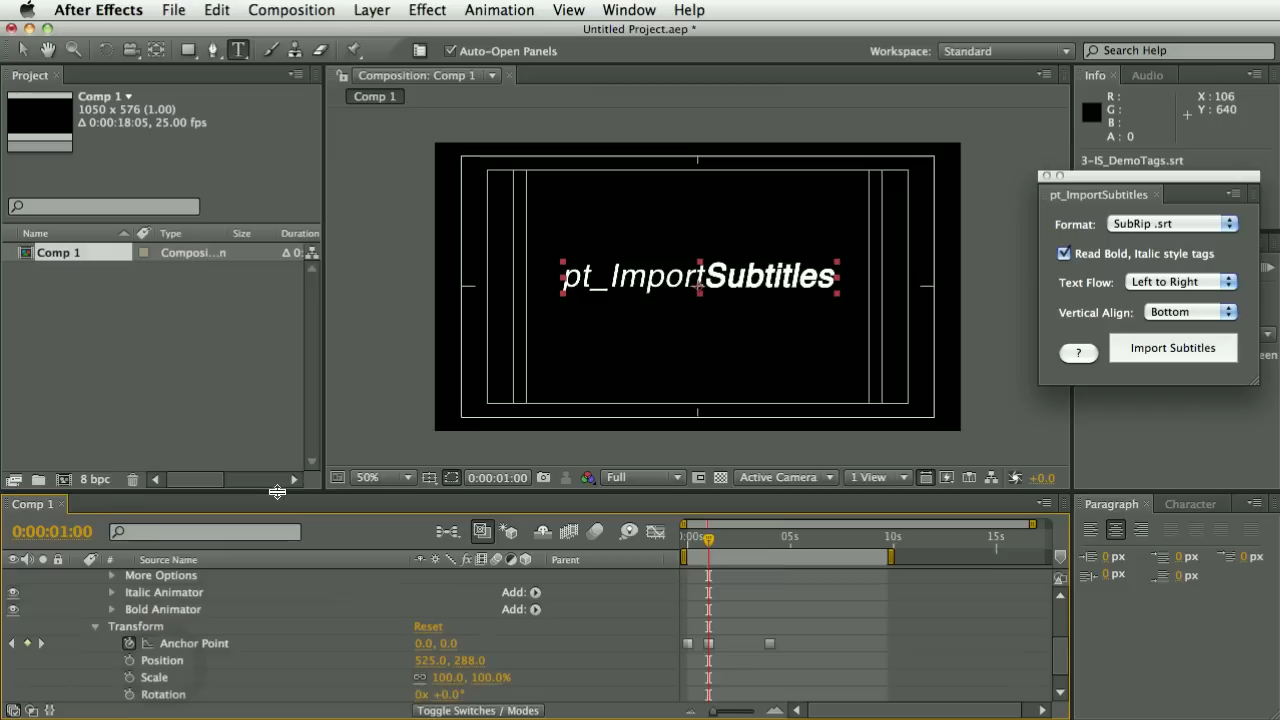 After Effects File Edit Composition Layer Effect Animation View Window Help
Untitled Project.aep *
T Auto-Open Panels Workspace: Standard Search Help
Project Composition: Comp 1 Info Audio
Comp 1
1050 x 576 (1.00)
Δ 0:00:18:05, 25.00 fps
Comp 1
R : X : 106
G : Y : 640
B :
A : 0
3-IS_DemoTags.srt
pt_ImportSubtitles
Format: SubRip .srt
Read Bold, Italic style tags
Text Flow: Left to Right
Vertical Align: Bottom
? Import Subtitles
Name Type Size Duration
Comp 1 Composi...n Δ 0:
pt_ImportSubtitles
8 bpc 50% 0:00:01:00 Full Active Camera 1 View +0.0
Comp 1 Paragraph Character
0:00:01:00
# Source Name fx Parent
:00s 05s 10s 15s
0 px 0 px 0 px
0 px 0 px
More Options
Italic Animator Add:
Bold Animator Add:
Transform Reset
Anchor Point 0.0, 0.0
Position 525.0, 288.0
Scale 100.0, 100.0%
Rotation 0x +0.0°
Toggle Switches / Modes